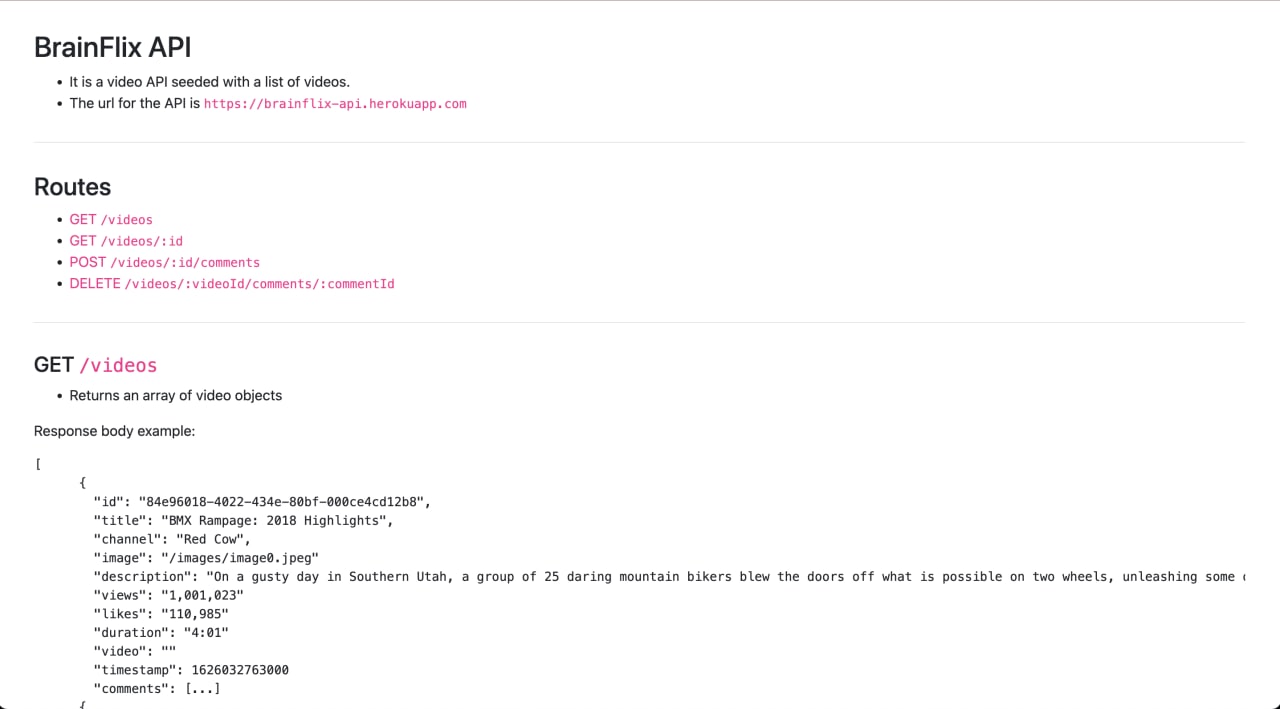 BrainFlix API
• It is a video API seeded with a list of videos.
• The url for the API is https://brainflix-api.herokuapp.com
Routes
• GET /videos
• GET /videos/:id
• POST /videos/:id/comments
• DELETE /videos/:videoId/comments/:commentId
GET /videos
• Returns an array of video objects
Response body example:
[
{
"id": "84e96018-4022-434e-80bf-000ce4cd12b8",
"title": "BMX Rampage: 2018 Highlights",
"channel": "Red Cow",
"image": "/images/image0.jpeg"
"description": "On a gusty day in Southern Utah, a group of 25 daring mountain bikers blew the doors off what is possible on two wheels, unleashing some
"views": "1,001,023"
"likes": "110,985"
"duration": "4:01"
"video": ""
"timestamp": 1626032763000
"comments": [...]
{